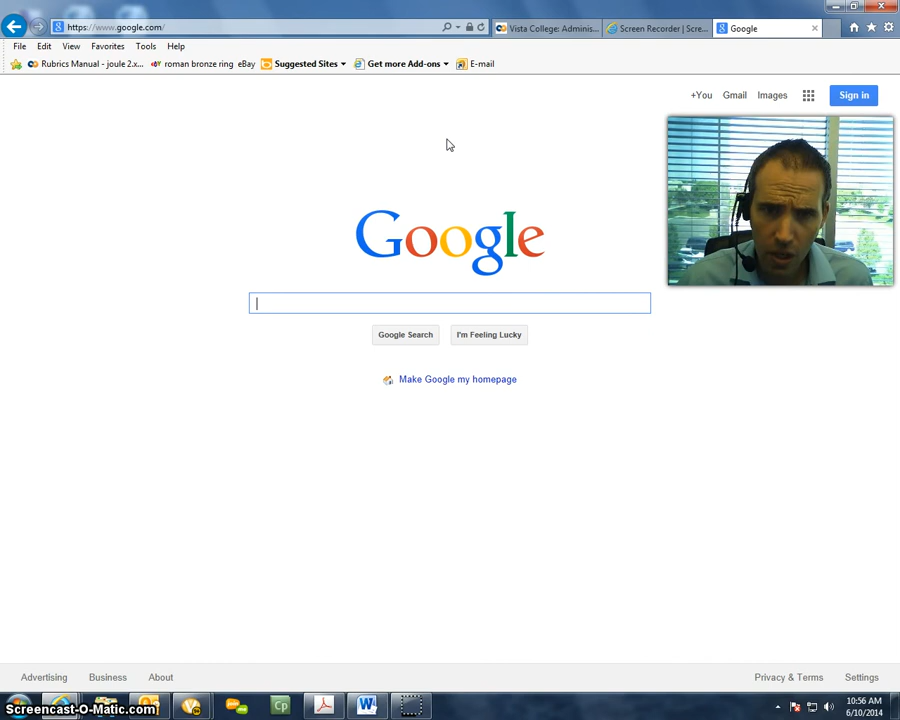 https://www.google.com/
Vista College: Adminis...
Screen Recorder | Scre...
Google
File Edit View Favorites Tools Help
Rubrics Manual - joule 2.x...
roman bronze ring eBay
Suggested Sites
Get more Add-ons
E-mail
+You Gmail Images
Sign in
Google
Google Search
I'm Feeling Lucky
Make Google my homepage
Advertising Business About
Privacy & Terms Settings
Cp
W
10:56 AM
6/10/2014
Screencast-O-Matic.com